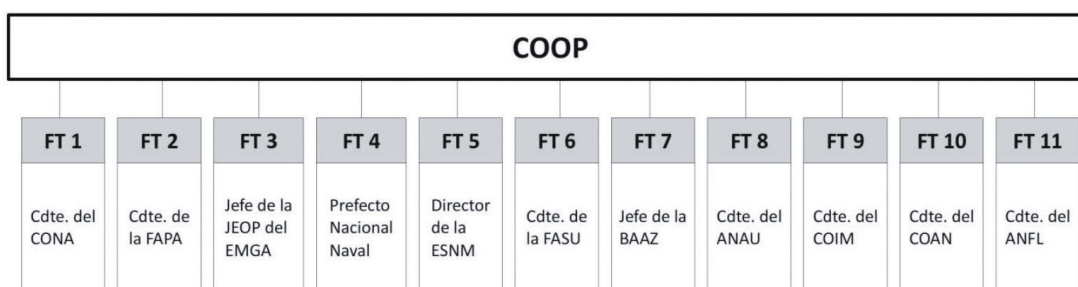 COOP
FT 1
FT 2
FT 3
FT 4
FT 5
FT 6
FT 7
FT 8
FT 9
FT 10
FT 11
Cdte. del
CONA
Cdte. de
la FAPA
Jefe de la
JEOP del
EMGA
Prefecto
Nacional
Naval
Director
de la
ESNM
Cdte. de
la FASU
Jefe de la
BAAZ
Cdte. del
ANAU
Cdte. del
COIM
Cdte. del
COAN
Cdte. del
ANFL